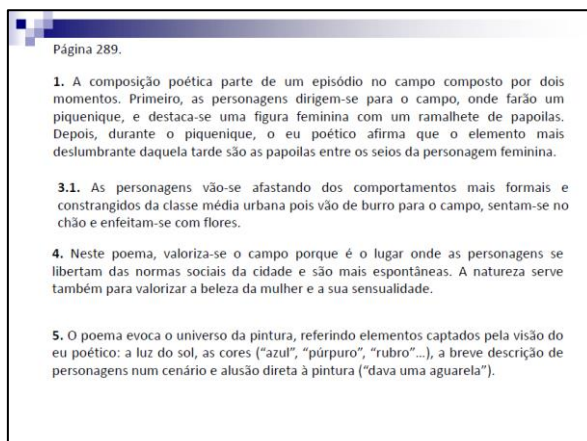 Página 289.
1. A composição poética parte de um episódio no campo composto por dois
momentos. Primeiro, as personagens dirigem-se para o campo, onde farão um
piquenique, e destaca-se uma figura feminina com um ramalhete de papoilas.
Depois, durante o piquenique, o eu poético afirma que o elemento mais
deslumbrante daquela tarde são as papoilas entre os seios da personagem feminina.
3.1. As personagens vão-se afastando dos comportamentos mais formais e
constrangidos da classe média urbana pois vão de burro para o campo, sentam-se no
chão e enfeitam-se com flores.
4. Neste poema, valoriza-se o campo porque é o lugar onde as personagens se
libertam das normas sociais da cidade e são mais espontâneas. A natureza serve
também para valorizar a beleza da mulher e a sua sensualidade.
5. O poema evoca o universo da pintura, referindo elementos captados pela visão do
eu poético: a luz do sol, as cores (“azul”, “púrpuro”, “rubro”...), a breve descrição de
personagens num cenário e alusão direta à pintura (“dava uma aguarela”).